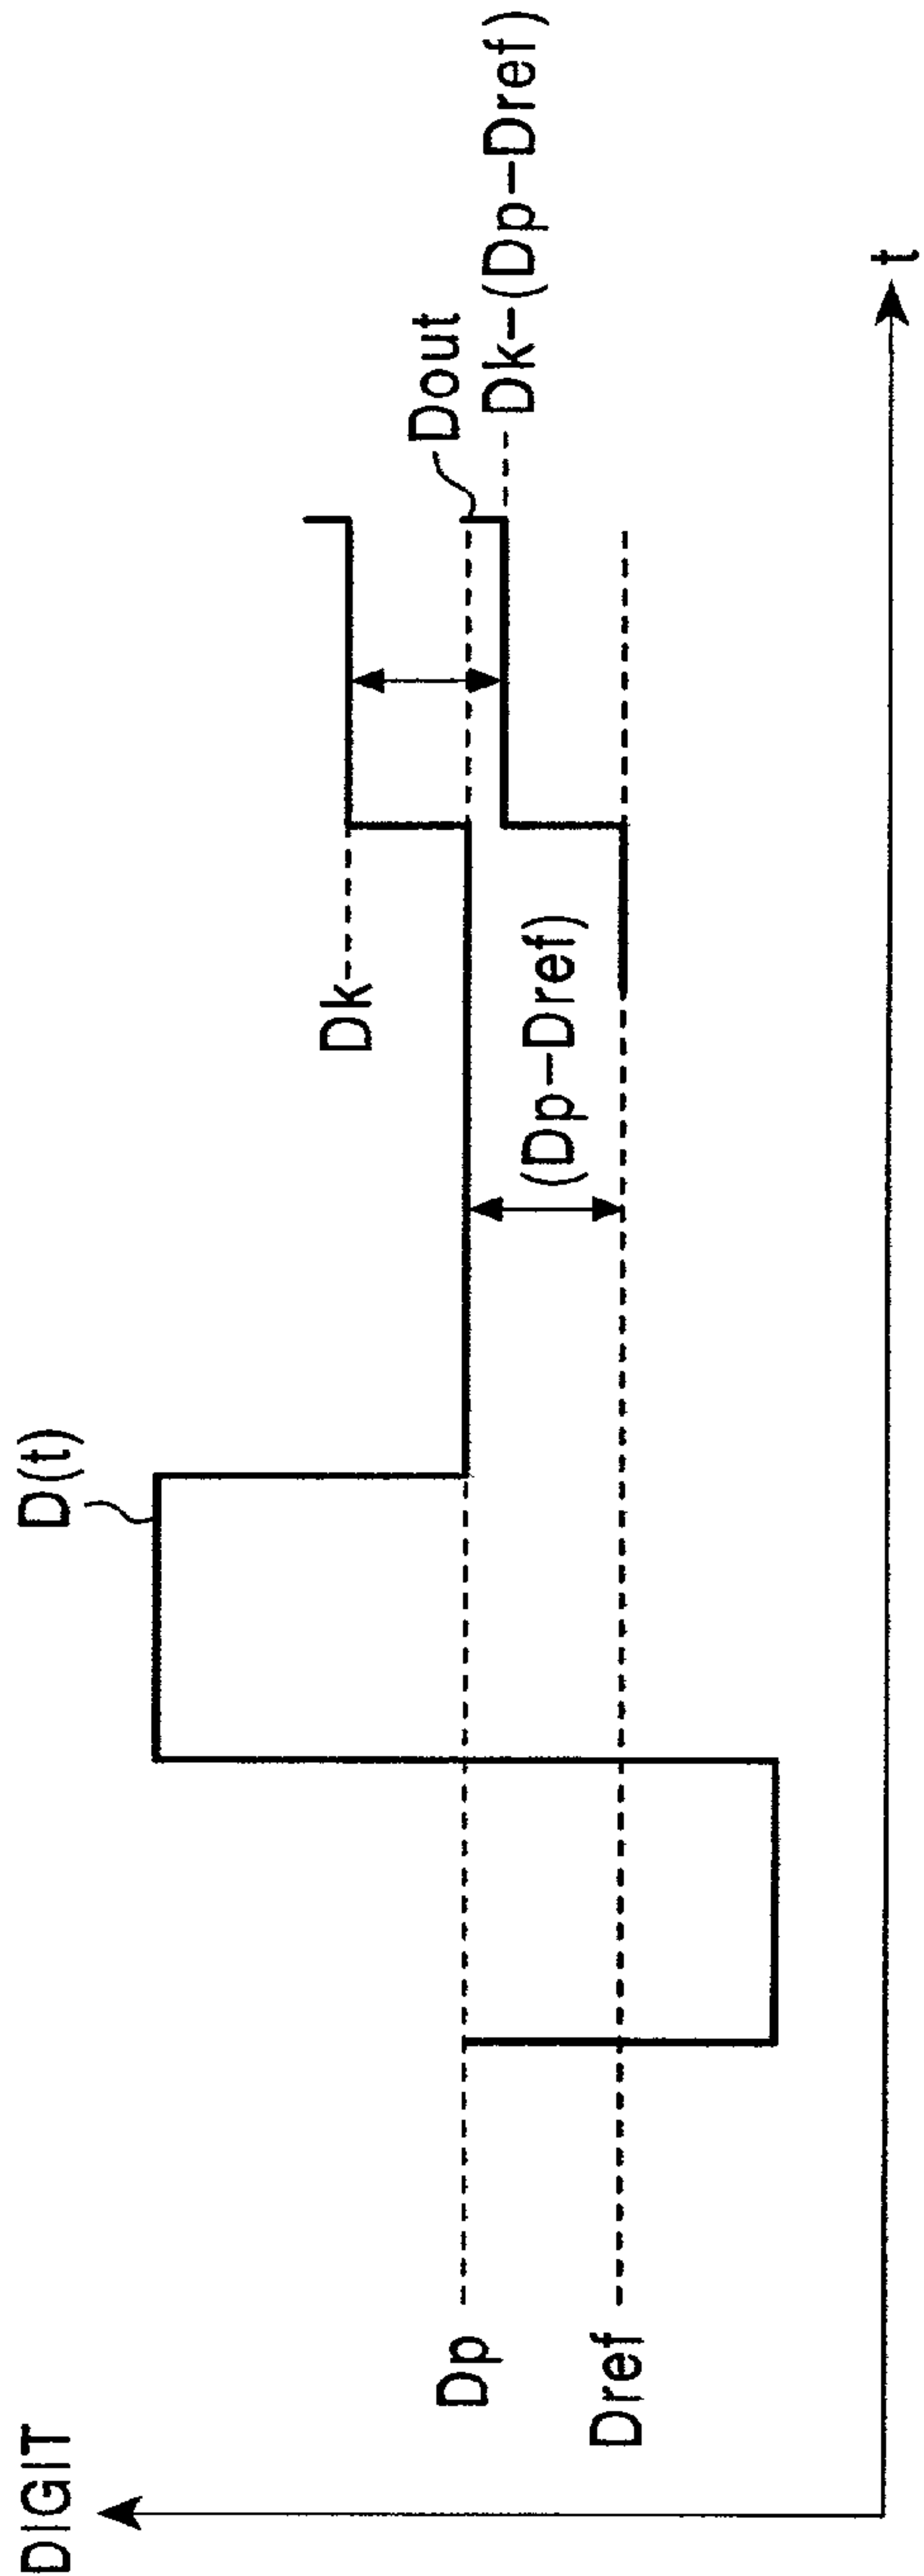 DIGIT
D(t)
Dk
Dp
Dref
(Dp-Dref)
Dout
Dk-(Dp-Dref)
t